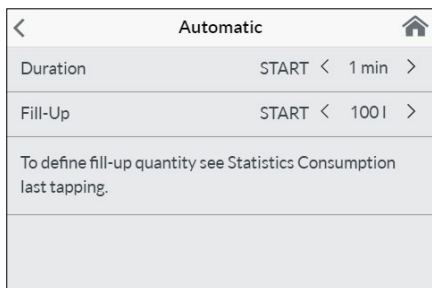 < Automatic
Duration START < 1 min >
Fill-Up START < 100 l >
To define fill-up quantity see Statistics Consumption
last tapping.